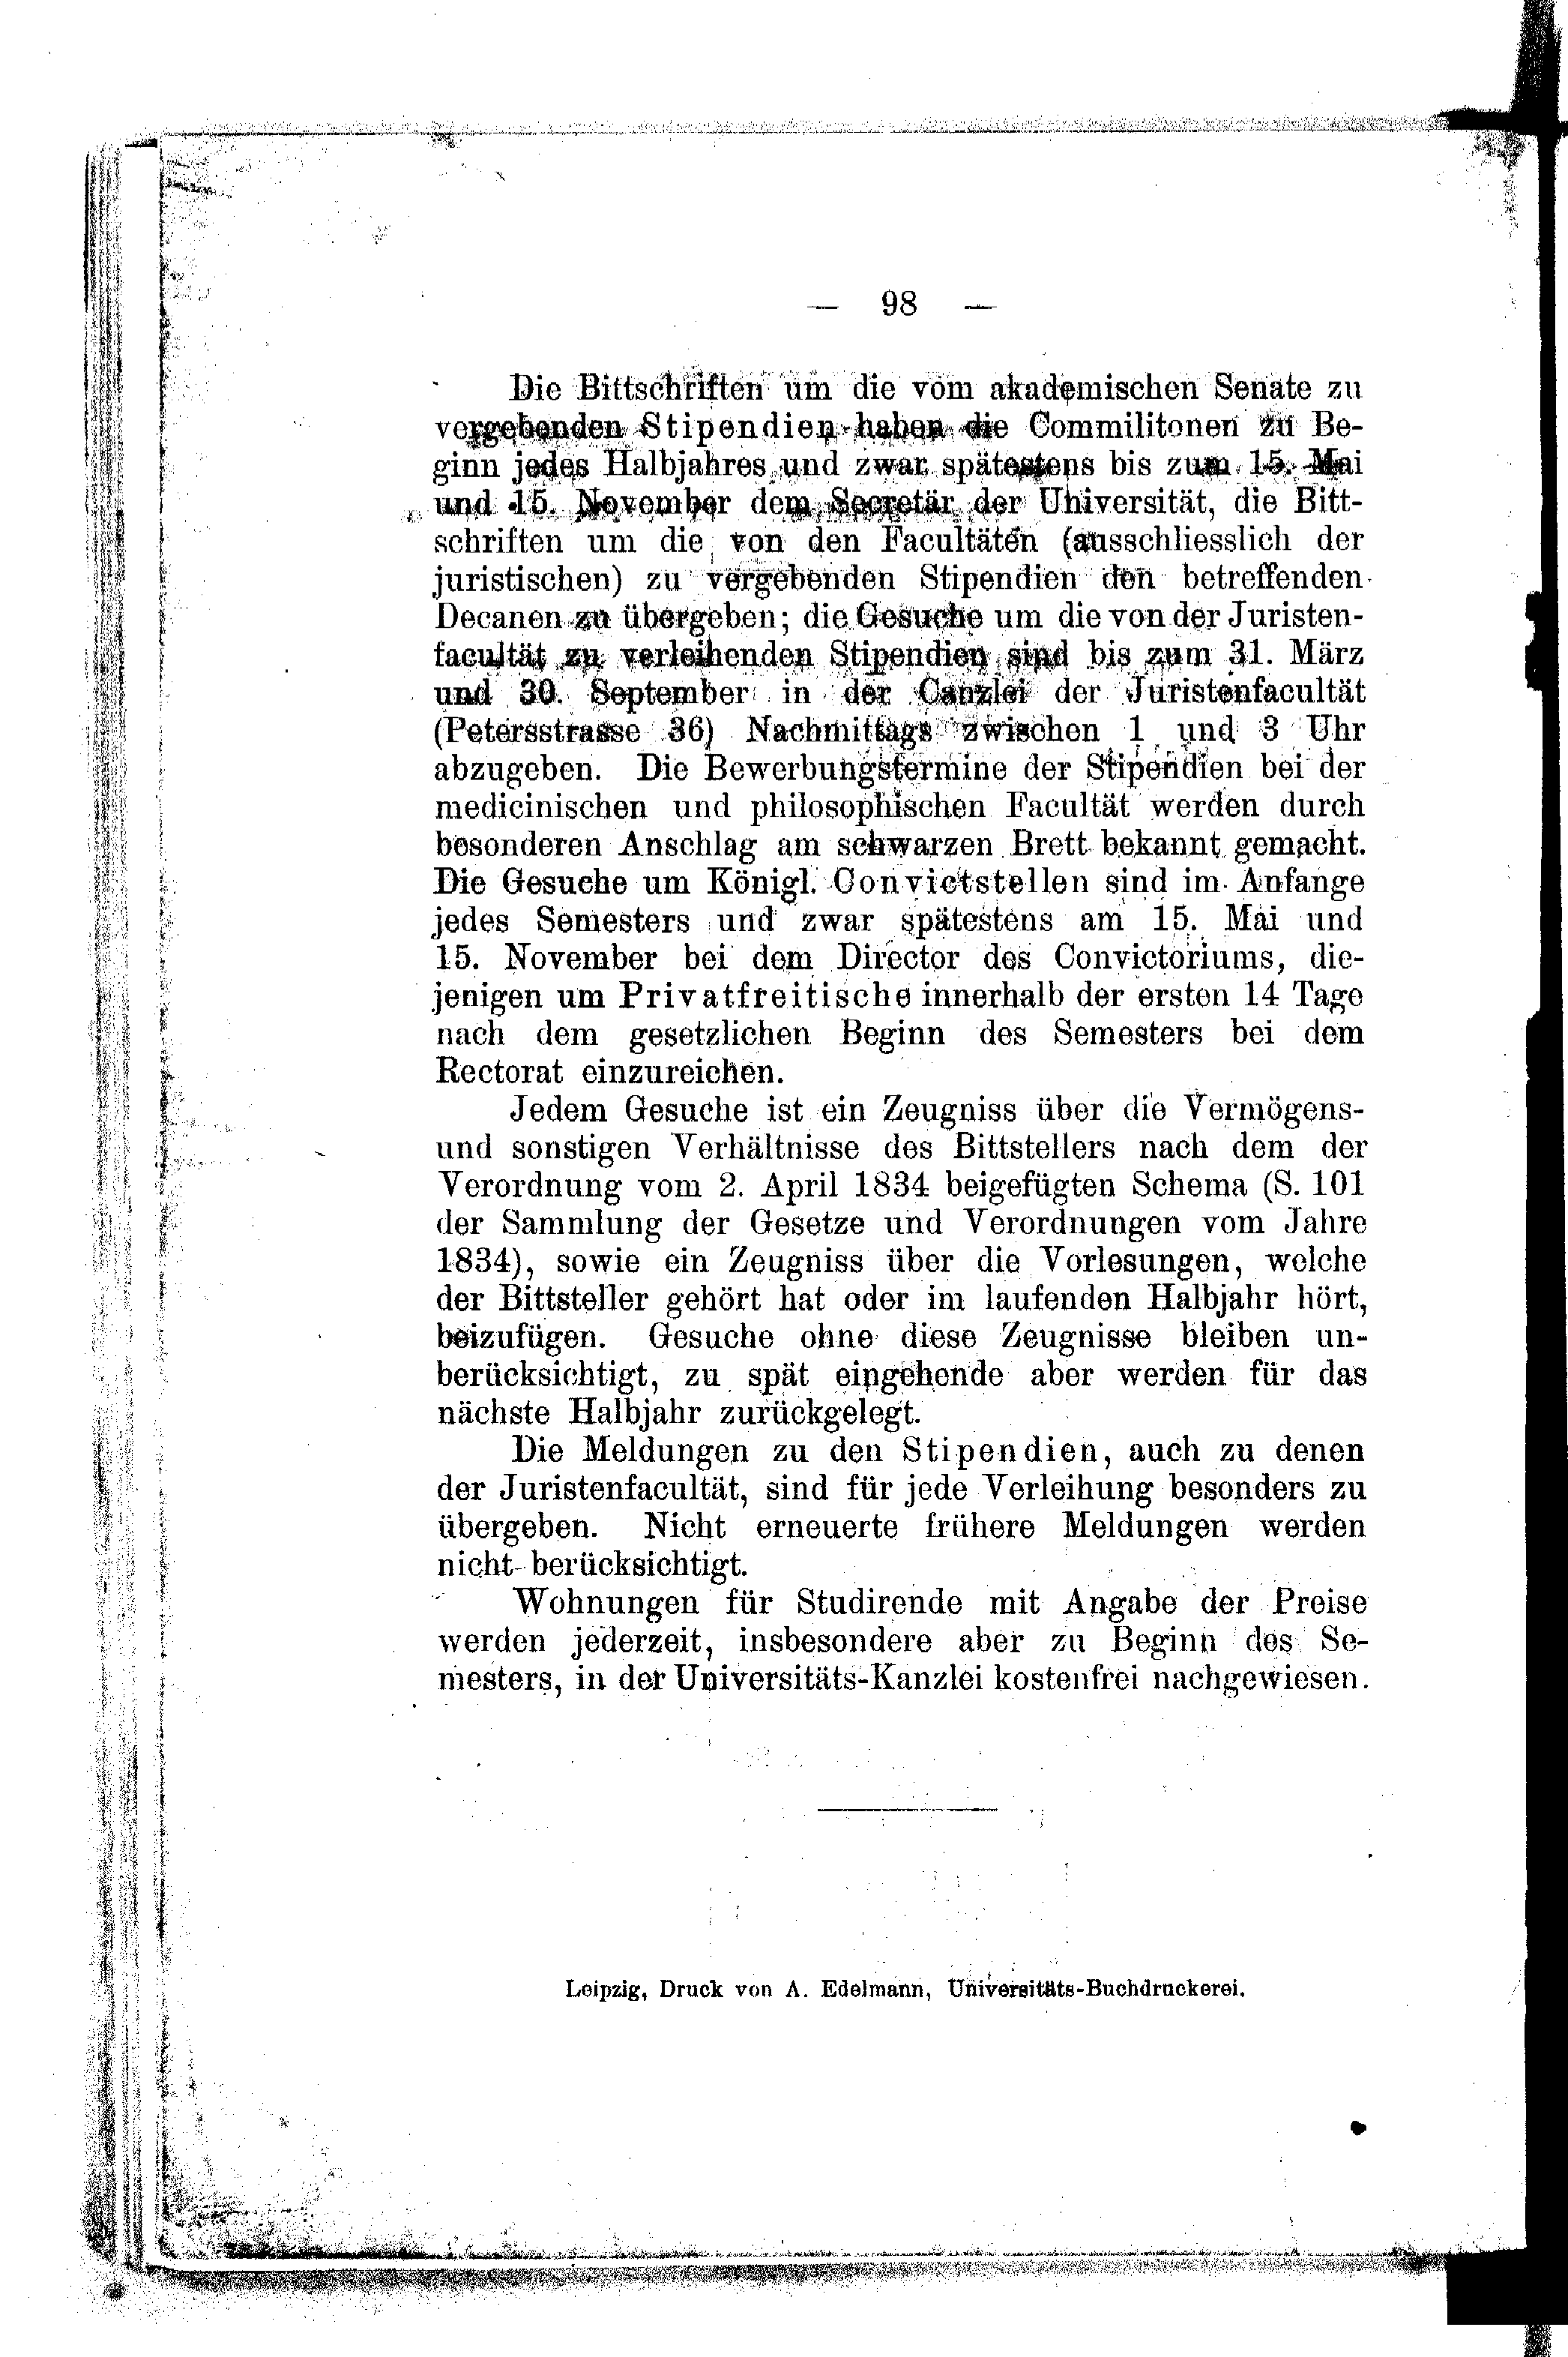 — 98 —
Die Bittschriften um die vom akademischen Senate zu
vergebenden Stipendien haben die Commilitonen zu Be-
ginn jedes Halbjahres und zwar spätestens bis zum 15. Mai
und 15. November dem Secretär der Universität, die Bitt-
schriften um die von den Facultäten (ausschliesslich der
juristischen) zu vergebenden Stipendien den betreffenden
Decanen zu übergeben; die Gesuche um die von der Juristen-
facultät zu verleihenden Stipendien sind bis zum 31. März
und 30. September in der Canzlei der Juristenfacultät
(Petersstrasse 36) Nachmittags zwischen 1 und 3 Uhr
abzugeben. Die Bewerbungstermine der Stipendien bei der
medicinischen und philosophischen Facultät werden durch
besonderen Anschlag am schwarzen Brett bekannt gemacht.
Die Gesuche um Königl. Convictstellen sind im Anfange
jedes Semesters und zwar spätestens am 15. Mai und
15. November bei dem Director des Convictoriums, die-
jenigen um Privatfreitische innerhalb der ersten 14 Tage
nach dem gesetzlichen Beginn des Semesters bei dem
Rectorat einzureichen.
Jedem Gesuche ist ein Zeugniss über die Vermögens-
und sonstigen Verhältnisse des Bittstellers nach dem der
Verordnung vom 2. April 1834 beigefügten Schema (S. 101
der Sammlung der Gesetze und Verordnungen vom Jahre
1834), sowie ein Zeugniss über die Vorlesungen, welche
der Bittsteller gehört hat oder im laufenden Halbjahr hört,
beizufügen. Gesuche ohne diese Zeugnisse bleiben un-
berücksichtigt, zu spät eingehende aber werden für das
nächste Halbjahr zurückgelegt.
Die Meldungen zu den Stipendien, auch zu denen
der Juristenfacultät, sind für jede Verleihung besonders zu
übergeben. Nicht erneuerte frühere Meldungen werden
nicht berücksichtigt.
Wohnungen für Studirende mit Angabe der Preise
werden jederzeit, insbesondere aber zu Beginn des Se-
mesters, in der Universitäts-Kanzlei kostenfrei nachgewiesen.
Leipzig, Druck von A. Edelmann, Universitäts-Buchdruckerei.